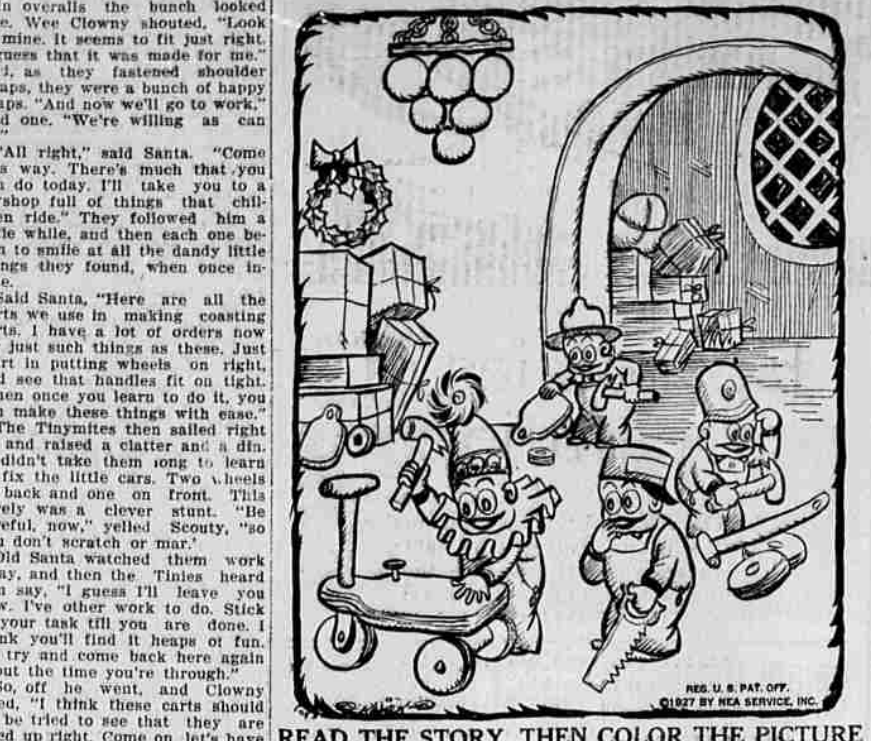 n overalls the bunch looked
e. Wee Clowny shouted, "Look
mine. It seems to fit just right.
uess that it was made for me."
d, as they fastened shoulder
aps, they were a bunch of happy
aps. "And now we'll go to work,"
d one. "We're willing as can
"
"All right," said Santa. "Come
s way. There's much that you
n do today. I'll take you to a
shop full of things that chil-
en ride." They followed him a
le while, and then each one be-
n to smile at all the dandy little
ngs they found, when once in-
e.
Said Santa, "Here are all the
rts we use in making coasting
rts. I have a lot of orders now
just such things as these. Just
rt in putting wheels on right,
d see that handles fit on tight.
hen once you learn to do it, you
n make these things with ease."
The Tinymites then sailed right
and raised a clatter and a din.
didn't take them long to learn
fix the little cars. Two wheels
back and one on front. This
ely was a clever stunt. "Be
eful, now," yelled Scouty, "so
u don't scratch or mar.'
Old Santa watched them work
ay, and then the Tinies heard
n say, "I guess I'll leave you
w. I've other work to do. Stick
your task till you are done. I
nk you'll find it heaps of fun.
try and come back here again
out the time you're through."
So, off he went, and Clowny
ed, "I think these carts should
be tried to see that they are
ed up right. Come on let's have
REG. U. S. PAT. OFF.
©1927 BY NEA SERVICE, INC.
READ THE STORY, THEN COLOR THE PICTURE